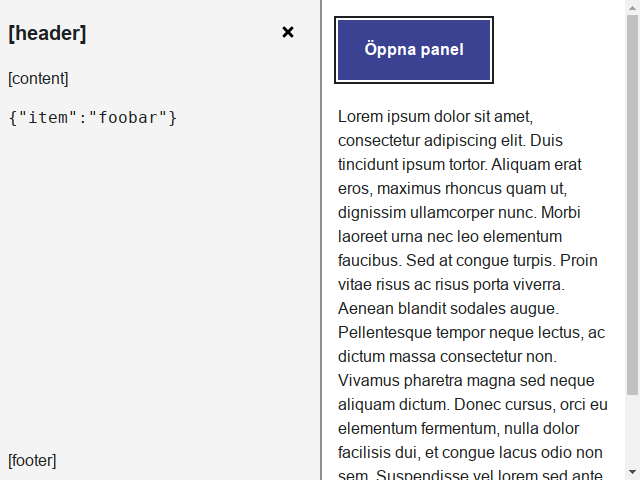 [header]
[content]
{"item":"foobar"}
[footer]
Öppna panel
Lorem ipsum dolor sit amet,
consectetur adipiscing elit. Duis
tincidunt ipsum tortor. Aliquam erat
eros, maximus rhoncus quam ut,
dignissim ullamcorper nunc. Morbi
laoreet urna nec leo elementum
faucibus. Sed at congue turpis. Proin
vitae risus ac risus porta viverra.
Aenean blandit sodales augue.
Pellentesque tempor neque lectus, ac
dictum massa consectetur non.
Vivamus pharetra magna sed neque
aliquam dictum. Donec cursus, orci eu
elementum fermentum, nulla dolor
facilisis dui, et congue lacus odio non
sem. Suspendisse vel lorem sed ante